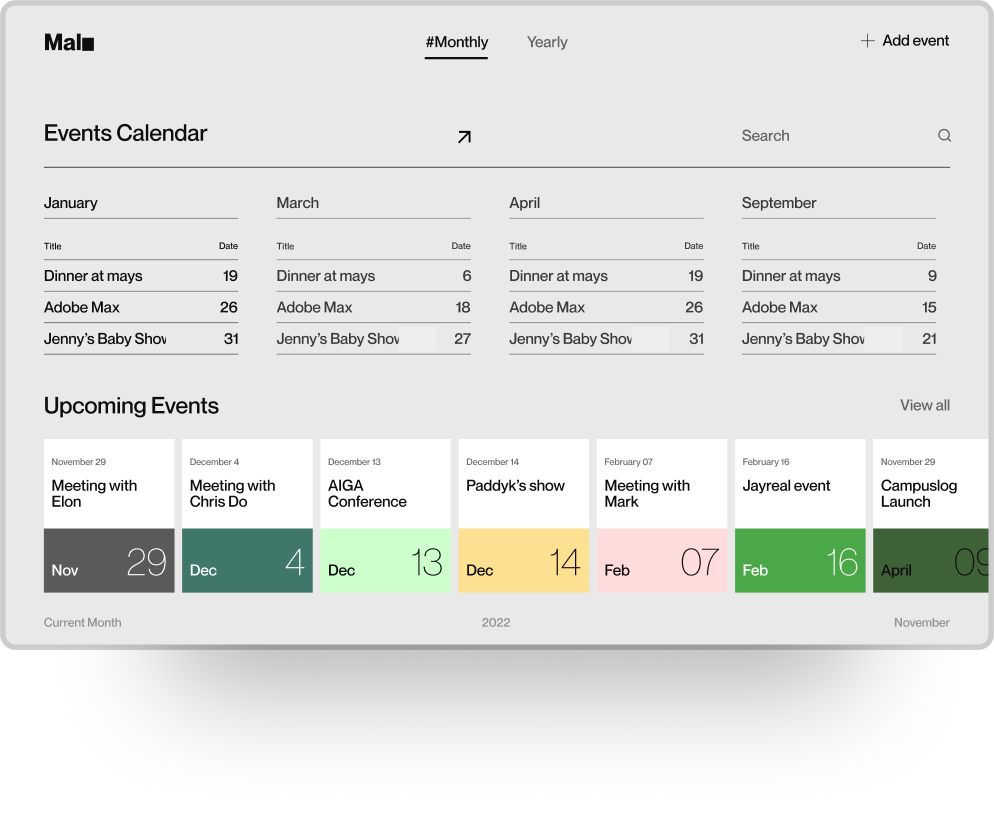 Mal
#Monthly Yearly
Add event
Events Calendar
Search
January March April September
Title Date Title Date Title Date Title Date
Dinner at mays 19 Dinner at mays 6 Dinner at mays 19 Dinner at mays 9
Adobe Max 26 Adobe Max 18 Adobe Max 26 Adobe Max 15
Jenny’s Baby Show 31 Jenny’s Baby Show 27 Jenny’s Baby Show 31 Jenny’s Baby Show 21
Upcoming Events View all
November 29 December 4 December 13 December 14 February 07 February 16 November 29
Meeting with Meeting with AIGA Paddyk’s show Meeting with Jayreal event Campuslog
Elon Chris Do Conference Mark Launch
Nov 29 Dec 4 Dec 13 Dec 14 Feb 07 Feb 16 April 09
Current Month 2022 November